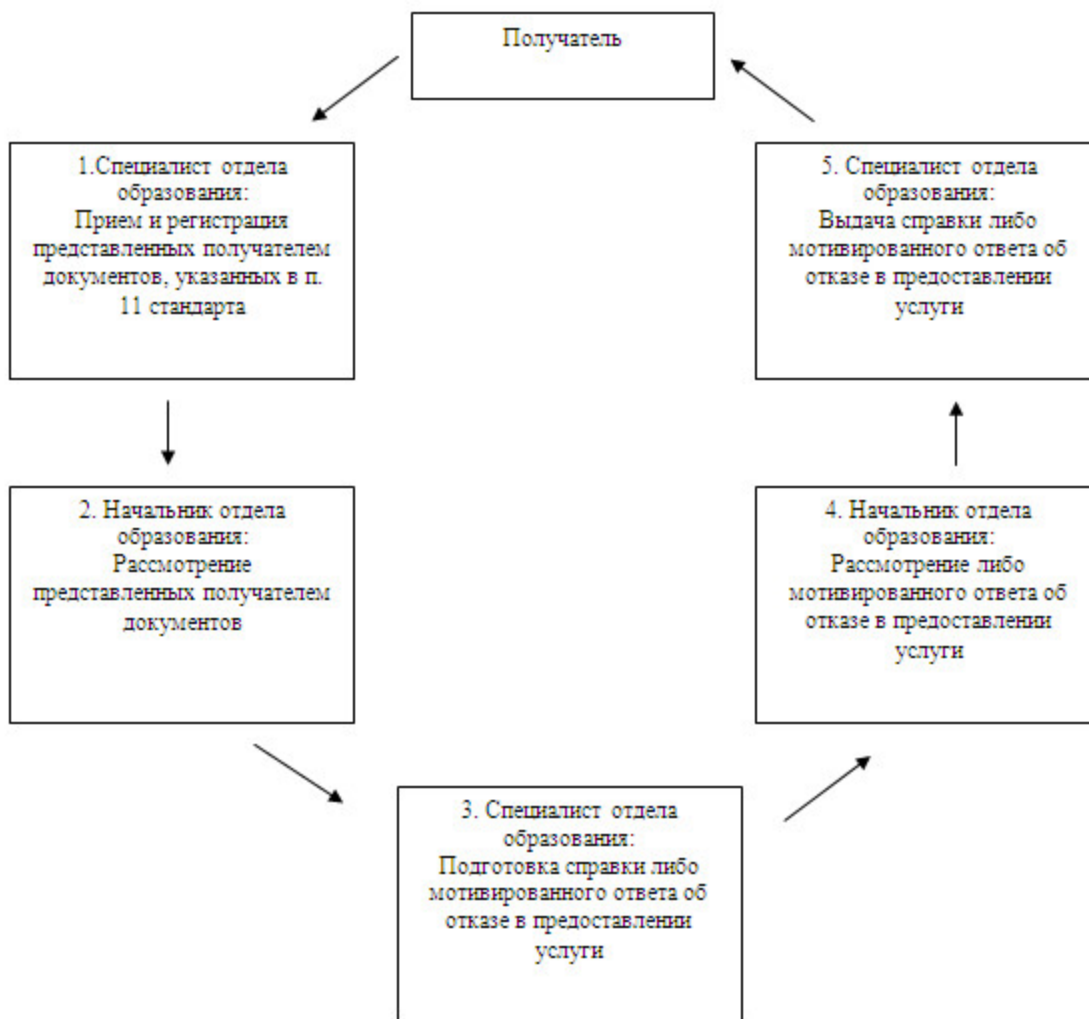 Получатель
1.Специалист отдела
образования:
Прием и регистрация
представленных получателем
документов, указанных в п.
11 стандарта
2. Начальник отдела
образования:
Рассмотрение
представленных получателем
документов
3. Специалист отдела
образования:
Подготовка справки либо
мотивированного ответа об
отказе в предоставлении
услуги
4. Начальник отдела
образования:
Рассмотрение либо
мотивированного ответа об
отказе в предоставлении
услуги
5. Специалист отдела
образования:
Выдача справки либо
мотивированного ответа об
отказе в предоставлении
услуги